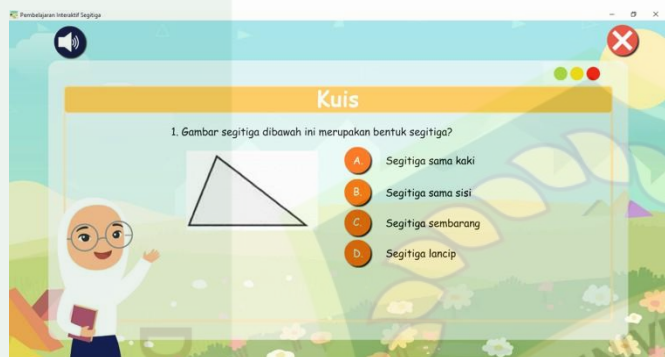 Pembelajaran Interaktif Segitiga
Kuis
1. Gambar segitiga dibawah ini merupakan bentuk segitiga?
A. Segitiga sama kaki
B. Segitiga sama sisi
C. Segitiga sembarang
D. Segitiga lancip